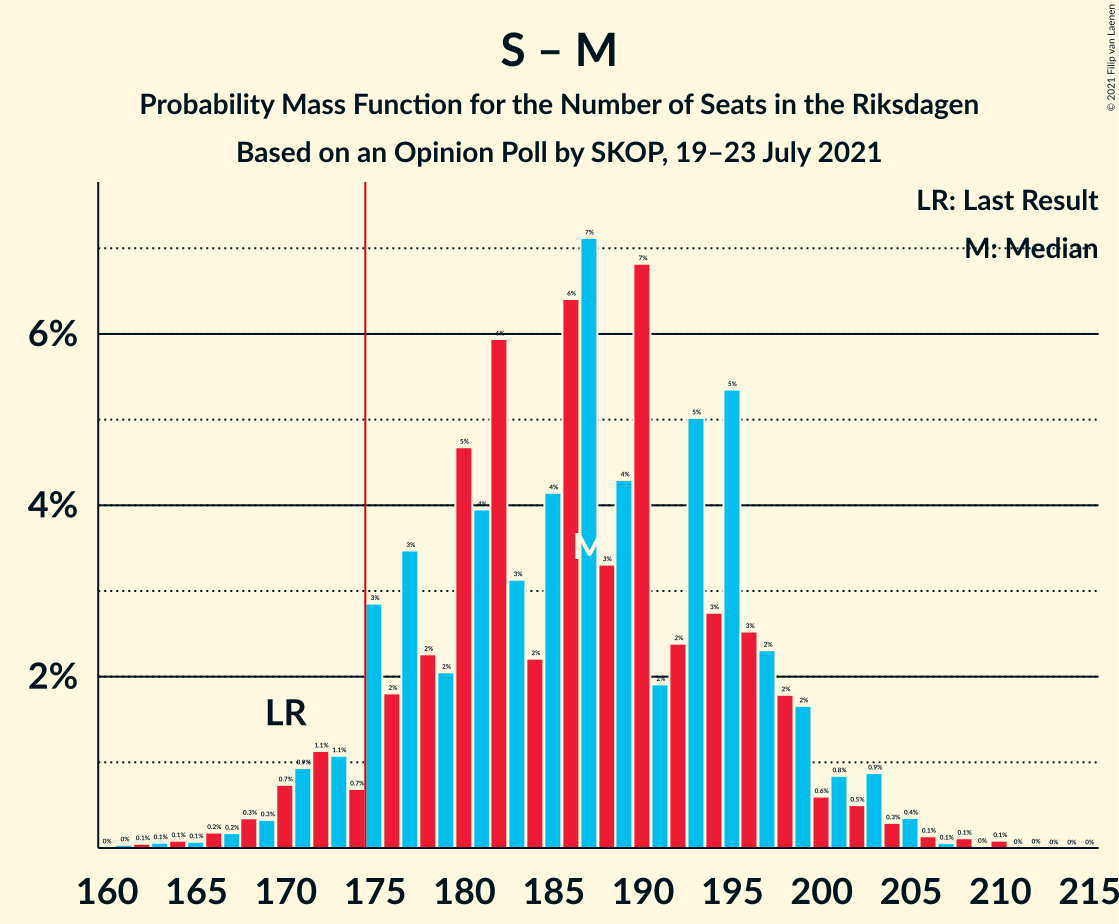 S – M
Probability Mass Function for the Number of Seats in the Riksdagen
Based on an Opinion Poll by SKOP, 19–23 July 2021
© 2021 Filip van Laenen
LR: Last Result
M: Median
6%
4%
2%
LR
M
0% 0% 0.1% 0.1% 0.1% 0.1% 0.2% 0.2% 0.3% 0.3% 0.7% 0.9% 1.1% 1.1% 0.7% 3% 2% 3% 2% 2% 5% 4% 6% 3% 2% 4% 6% 7% 3% 4% 7% 2% 2% 5% 3% 5% 3% 2% 2% 2% 0.6% 0.8% 0.5% 0.9% 0.3% 0.4% 0.1% 0.1% 0.1% 0% 0.1% 0% 0% 0% 0% 0%
160 165 170 175 180 185 190 195 200 205 210 215